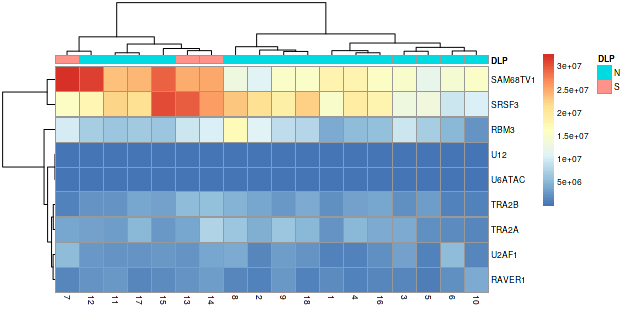 DLP
SAM68TV1
SRSF3
RBM3
U12
U6ATAC
TRA2B
TRA2A
U2AF1
RAVER1
7 12 11 17 15 13 14 8 2 9 18 1 4 16 3 5 6 10
3e+07
2.5e+07
2e+07
1.5e+07
1e+07
5e+06
DLP
N
S